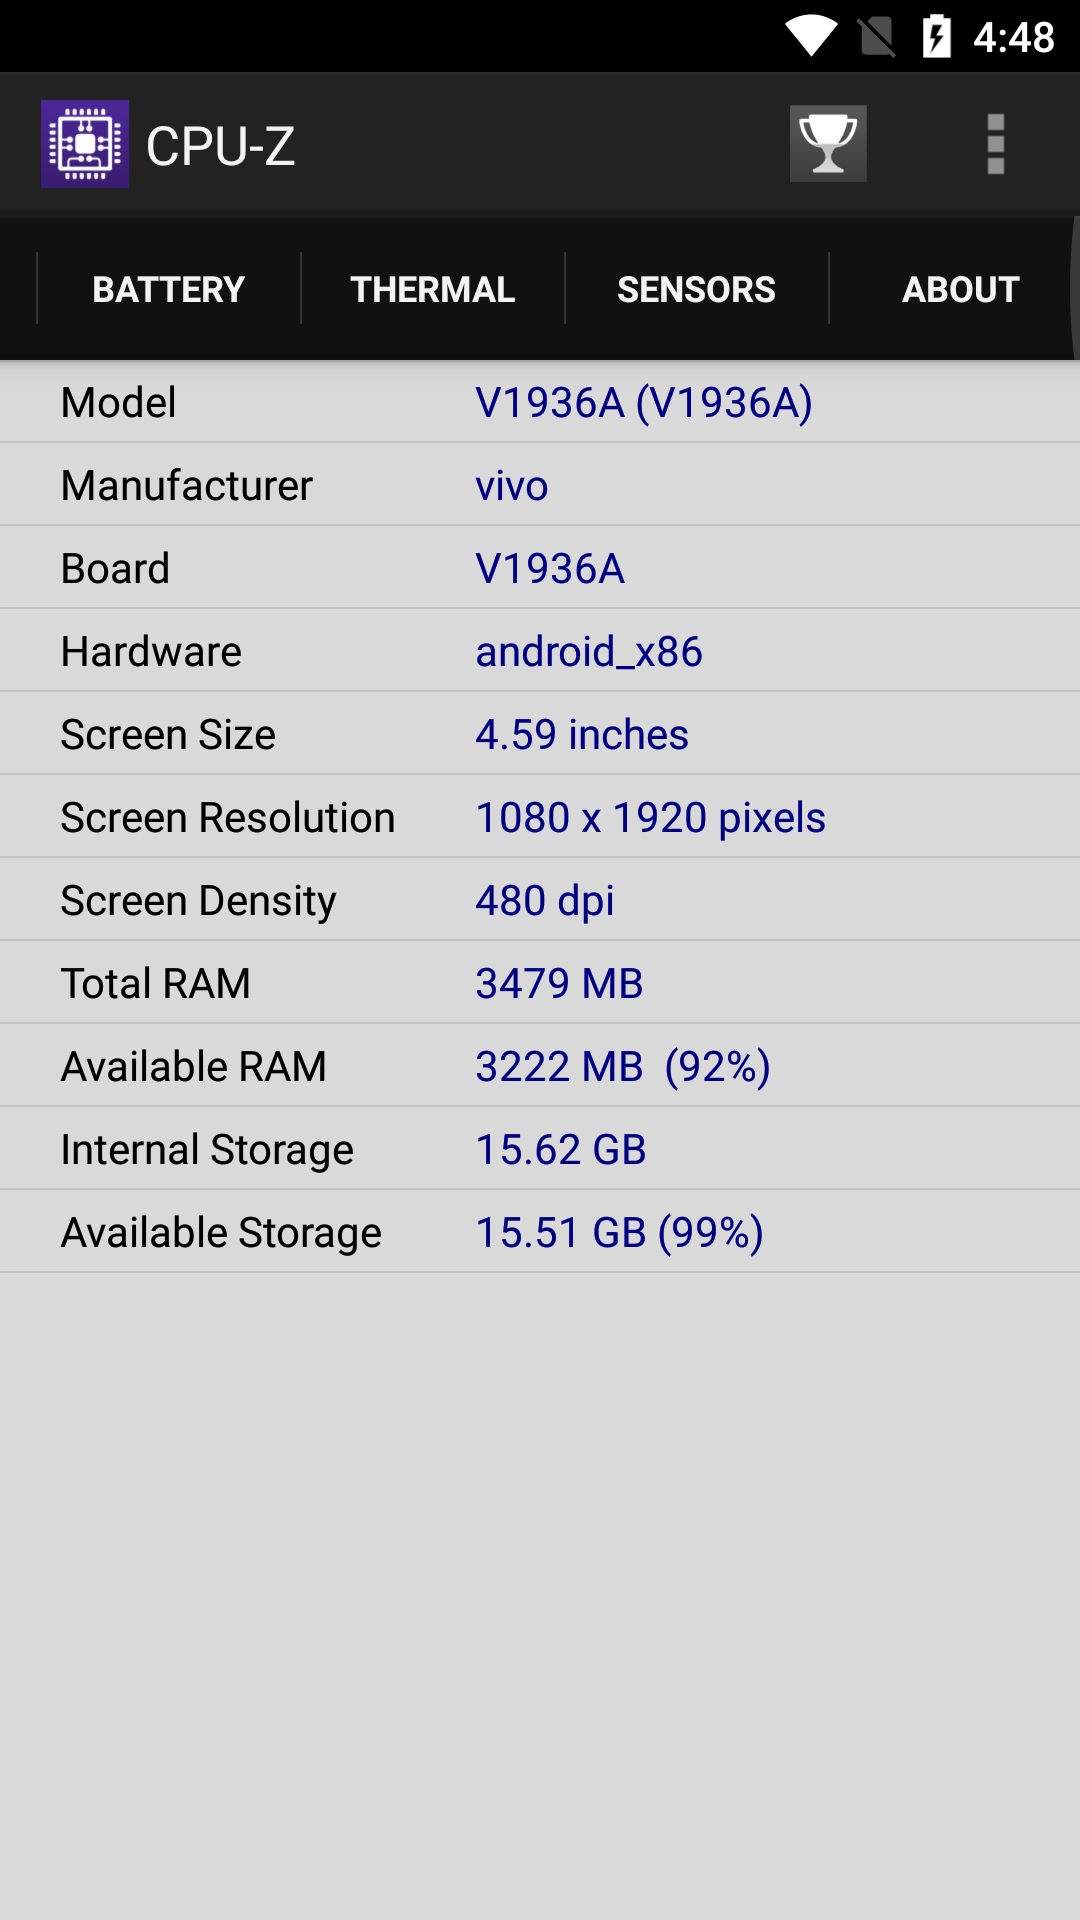 4:48
CPU-Z
BATTERY THERMAL SENSORS ABOUT
Model V1936A (V1936A)
Manufacturer vivo
Board V1936A
Hardware android_x86
Screen Size 4.59 inches
Screen Resolution 1080 x 1920 pixels
Screen Density 480 dpi
Total RAM 3479 MB
Available RAM 3222 MB  (92%)
Internal Storage 15.62 GB
Available Storage 15.51 GB (99%)